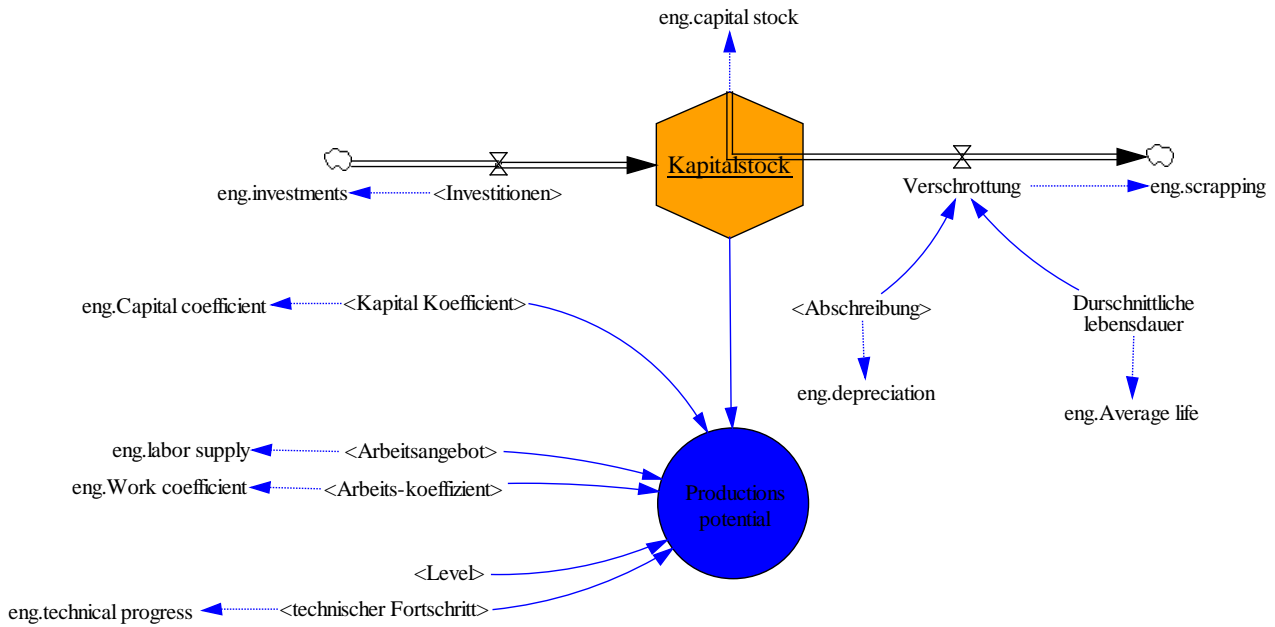 eng.capital stock
Kapitalstock
eng.investments
<Investitionen>
Verschrottung
eng.scrapping
eng.Capital coefficient
<Kapital Koefficient>
<Abschreibung>
Durschnittliche
lebensdauer
eng.depreciation
eng.Average life
eng.labor supply
<Arbeitsangebot>
eng.Work coefficient
<Arbeits-koeffizient>
Productions
potential
<Level>
eng.technical progress
<technischer Fortschritt>